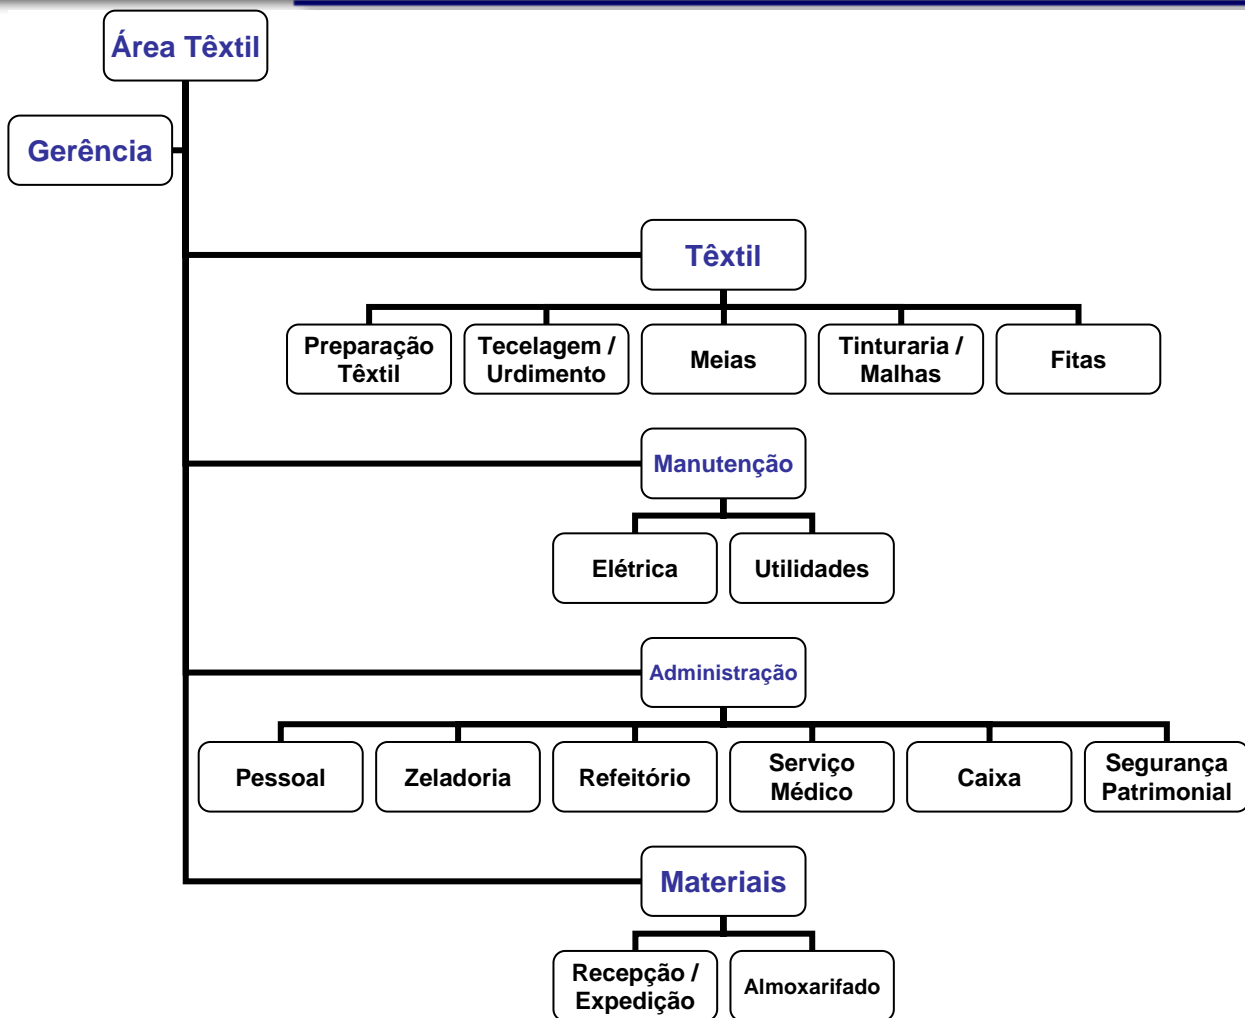 Área Têxtil
Gerência
Têxtil
Preparação
Têxtil
Tecelagem /
Urdimento
Meias
Tinturaria /
Malhas
Fitas
Manutenção
Elétrica
Utilidades
Administração
Pessoal
Zeladoria
Refeitório
Serviço
Médico
Caixa
Segurança
Patrimonial
Materiais
Recepção /
Expedição
Almoxarifado